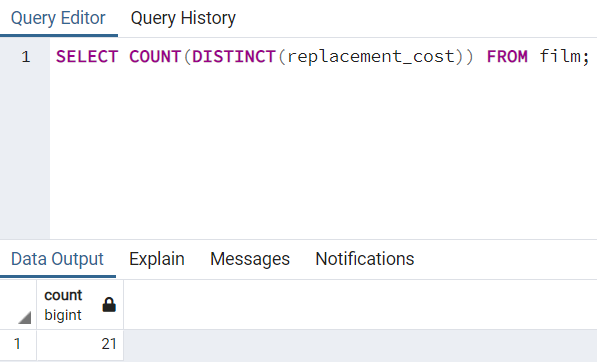 Query Editor Query History
1 SELECT COUNT(DISTINCT(replacement_cost)) FROM film;
Data Output Explain Messages Notifications
count
bigint
1 21